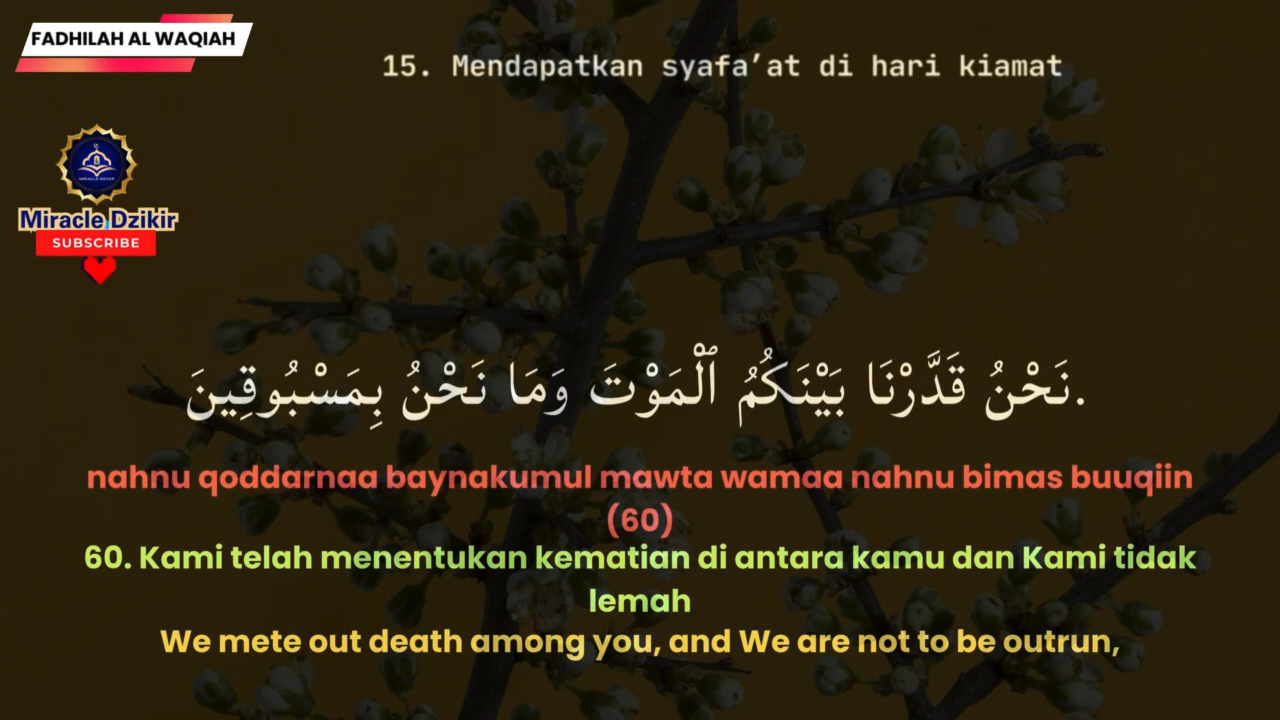 FADHILAH AL WAQIAH
15. Mendapatkan syafa’at di hari kiamat
Miracle Dzikir
SUBSCRIBE
نَحْنُ قَدَّرْنَا بَيْنَكُمُ ٱلْمَوْتَ وَمَا نَحْنُ بِمَسْبُوقِينَ.
nahnu qoddarnaa baynakumul mawta wamaa nahnu bimas buuqiin
(60)
60. Kami telah menentukan kematian di antara kamu dan Kami tidak
lemah
We mete out death among you, and We are not to be outrun,